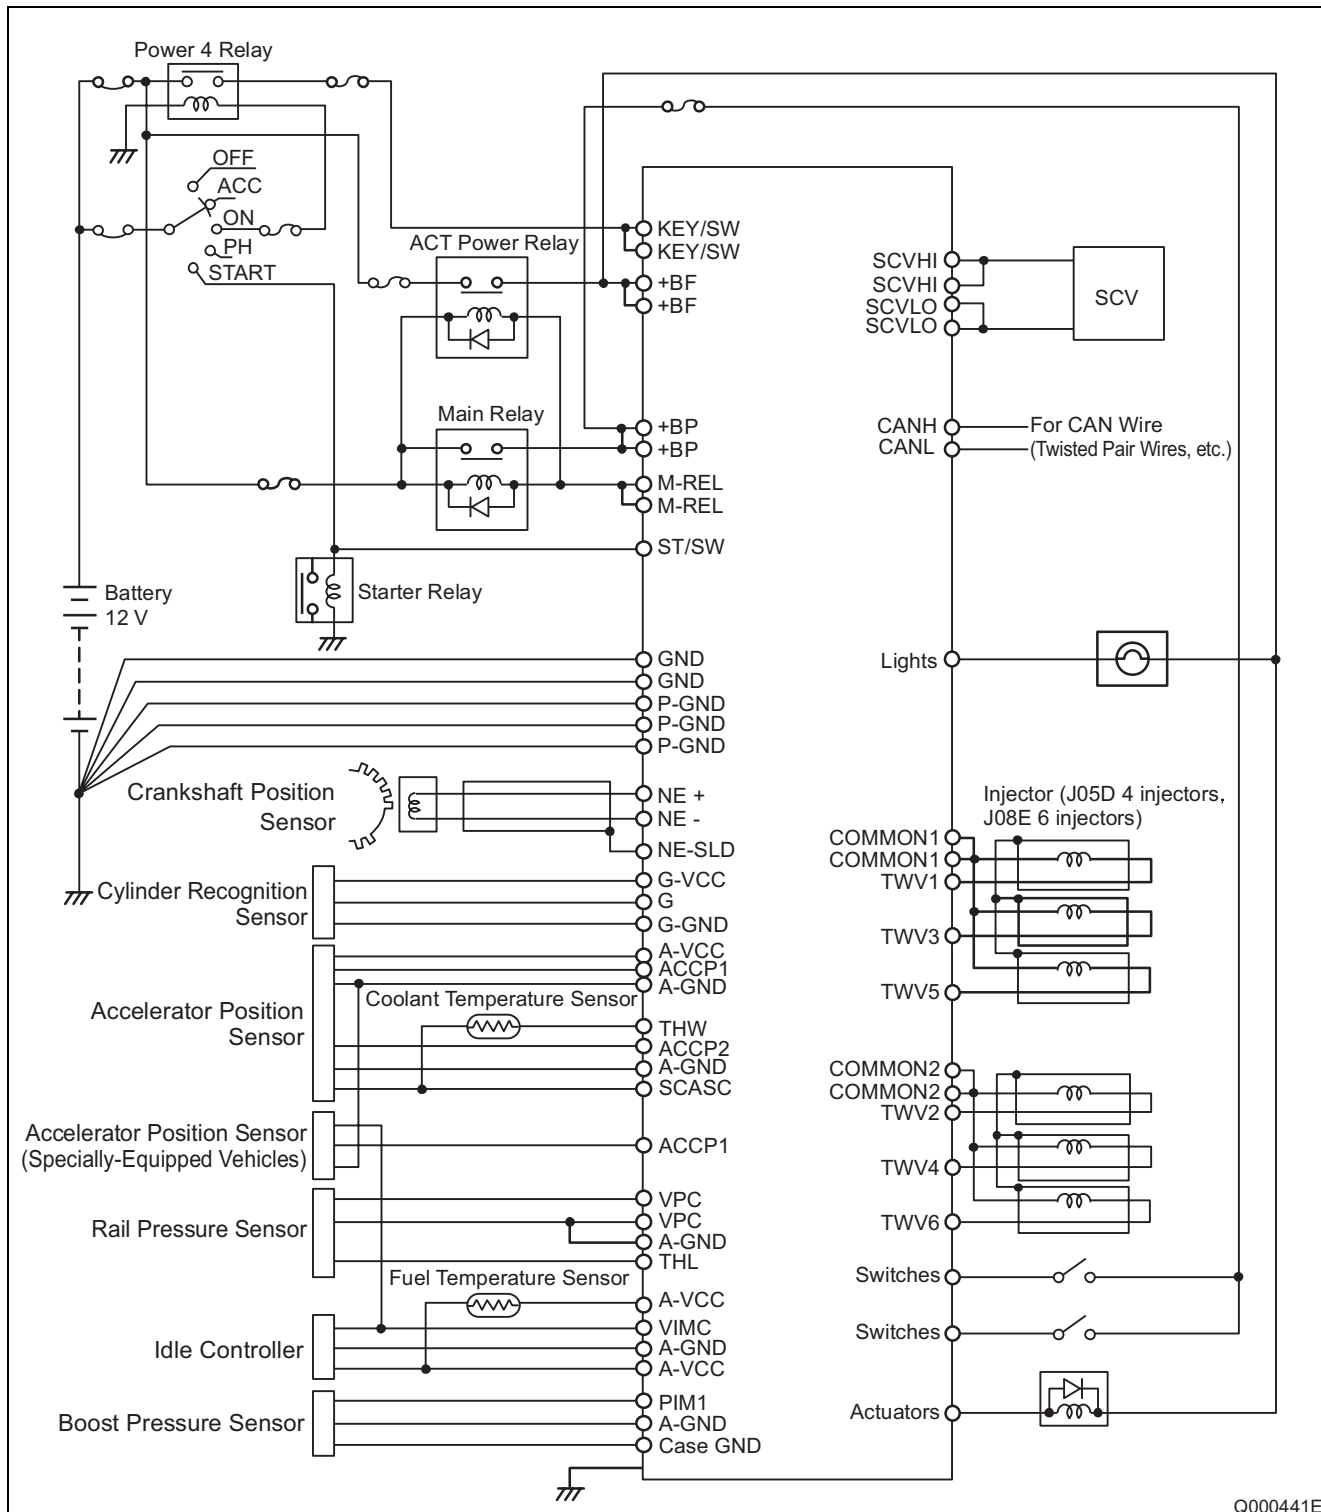 Power 4 Relay
OFF
ACC
ON
PH
START
ACT Power Relay
Main Relay
Battery
12 V
Starter Relay
KEY/SW
KEY/SW
+BF
+BF
+BP
+BP
M-REL
M-REL
ST/SW
GND
GND
P-GND
P-GND
P-GND
Crankshaft Position
Sensor
NE +
NE -
NE-SLD
Cylinder Recognition
Sensor
G-VCC
G
G-GND
Accelerator Position
Sensor
A-VCC
ACCP1
A-GND
Coolant Temperature Sensor
THW
ACCP2
A-GND
SCASC
Accelerator Position Sensor
(Specially-Equipped Vehicles)
ACCP1
Rail Pressure Sensor
VPC
VPC
A-GND
THL
Fuel Temperature Sensor
A-VCC
Idle Controller
VIMC
A-GND
A-VCC
Boost Pressure Sensor
PIM1
A-GND
Case GND
SCVHI
SCVHI
SCVLO
SCVLO
SCV
CANH
CANL
For CAN Wire
(Twisted Pair Wires, etc.)
Lights
Injector (J05D 4 injectors,
J08E 6 injectors)
COMMON1
COMMON1
TWV1
TWV3
TWV5
COMMON2
COMMON2
TWV2
TWV4
TWV6
Switches
Switches
Actuators
Q000441E